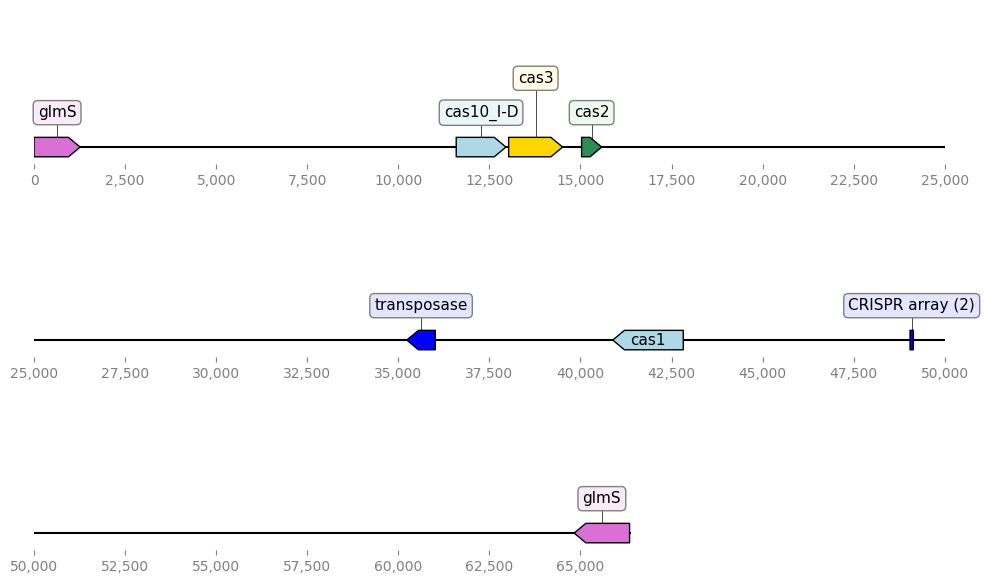 cas3
glmS cas10_I-D cas2
0 2,500 5,000 7,500 10,000 12,500 15,000 17,500 20,000 22,500 25,000
transposase CRISPR array (2)
cas1
25,000 27,500 30,000 32,500 35,000 37,500 40,000 42,500 45,000 47,500 50,000
glmS
50,000 52,500 55,000 57,500 60,000 62,500 65,000